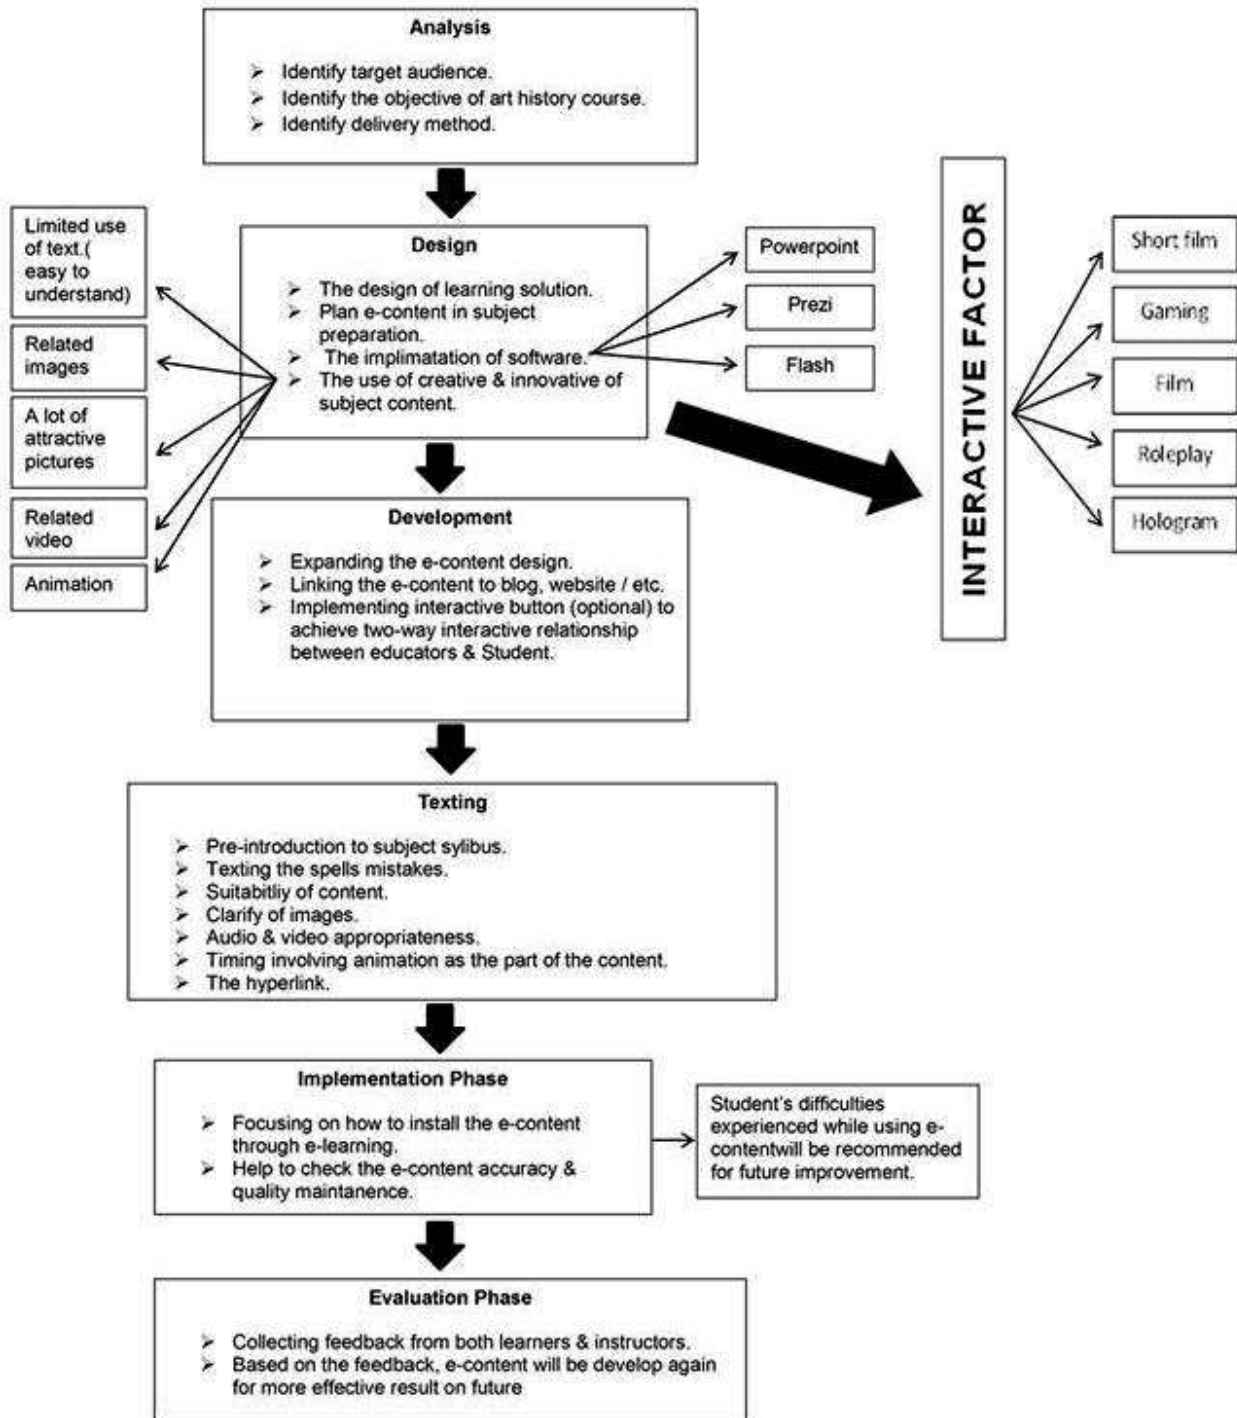 Analysis
➢ Identify target audience.
➢ Identify the objective of art history course.
➢ Identify delivery method.
Limited use
of text.(
easy to
understand)
Related
images
A lot of
attractive
pictures
Related
video
Animation
Design
➢ The design of learning solution.
➢ Plan e-content in subject
preparation.
➢ The implimatation of software.
➢ The use of creative & innovative of
subject content.
Powerpoint
Prezi
Flash
INTERACTIVE FACTOR
Short film
Gaming
Film
Roleplay
Hologram
Development
➢ Expanding the e-content design.
➢ Linking the e-content to blog, website / etc.
➢ Implementing interactive button (optional) to
achieve two-way interactive relationship
between educators & Student.
Texting
➢ Pre-introduction to subject sylibus.
➢ Texting the spells mistakes.
➢ Suitabitliy of content.
➢ Clarify of images.
➢ Audio & video appropriateness.
➢ Timing involving animation as the part of the content.
➢ The hyperlink.
Implementation Phase
➢ Focusing on how to install the e-content
through e-learning.
➢ Help to check the e-content accuracy &
quality maintanence.
Student's difficulties
experienced while using e-
contentwill be recommended
for future improvement.
Evaluation Phase
➢ Collecting feedback from both learners & instructors.
➢ Based on the feedback, e-content will be develop again
for more effective result on future